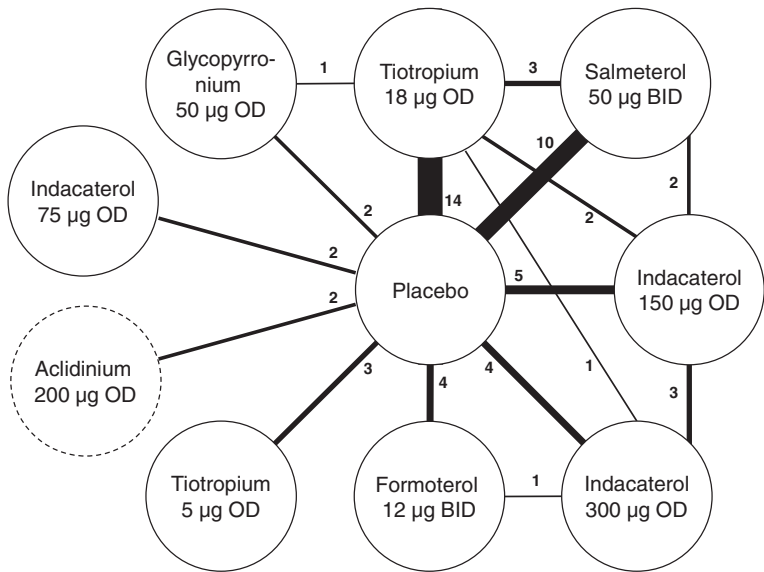 Glycopyrro-
nium
50 µg OD
1
Tiotropium
18 µg OD
3
Salmeterol
50 µg BID
10
2
14
2
2
Indacaterol
75 µg OD
2
Placebo
5
Indacaterol
150 µg OD
2
Aclidinium
200 µg OD
3
4
4
1
3
Tiotropium
5 µg OD
Formoterol
12 µg BID
1
Indacaterol
300 µg OD